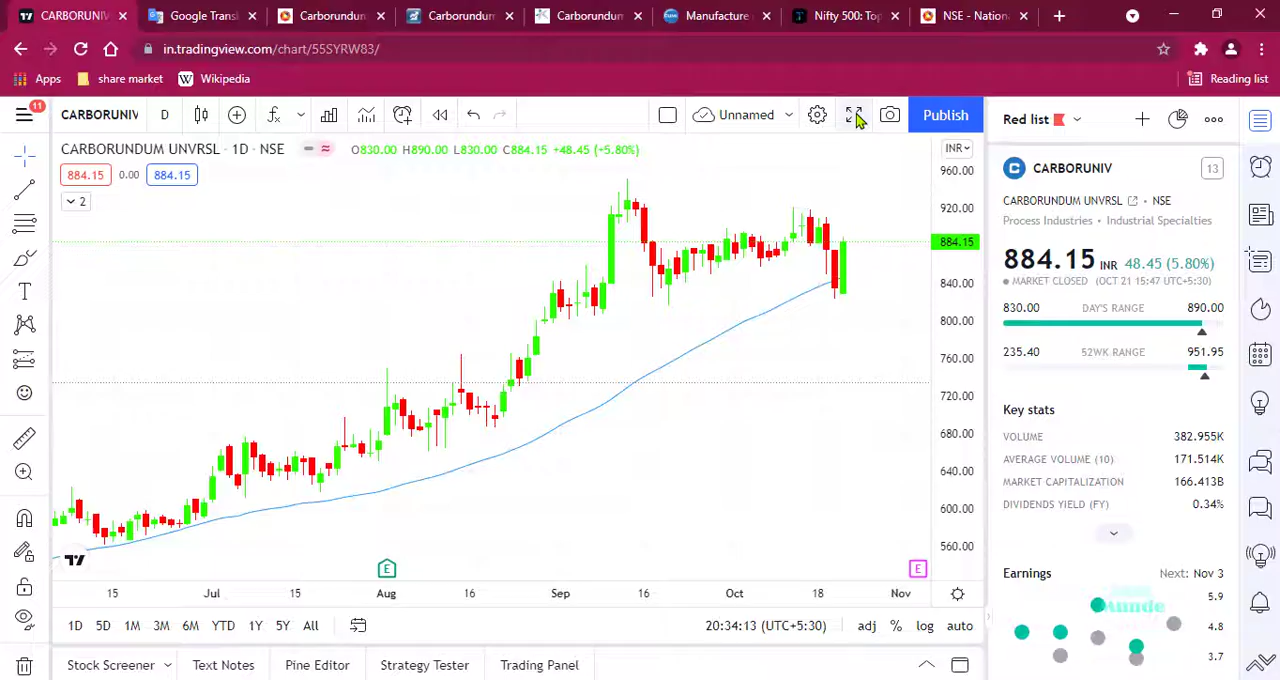 CARBORUNDU
Google Transl
Carborundum
Carborundum
Carborundum
Manufacture
Nifty 500: Top
NSE - Nationa
in.tradingview.com/chart/55SYRW83/
Apps share market Wikipedia Reading list
11
CARBORUNIV D Unnamed Publish
Red list
CARBORUNDUM UNVRSL · 1D · NSE O830.00 H890.00 L830.00 C884.15 +48.45 (+5.80%)
INR
884.15 0.00 884.15
2
960.00
920.00
884.15
840.00
800.00
760.00
720.00
680.00
640.00
600.00
560.00
E E
15 Jul 15 Aug 16 Sep 16 Oct 18 Nov
1D 5D 1M 3M 6M YTD 1Y 5Y All 20:34:13 (UTC+5:30) adj % log auto
Stock Screener Text Notes Pine Editor Strategy Tester Trading Panel
CARBORUNIV 13
CARBORUNDUM UNVRSL · NSE
Process Industries • Industrial Specialties
884.15 INR 48.45 (5.80%)
MARKET CLOSED (OCT 21 15:47 UTC+5:30)
830.00 DAY'S RANGE 890.00
235.40 52WK RANGE 951.95
Key stats
VOLUME 382.955K
AVERAGE VOLUME (10) 171.514K
MARKET CAPITALIZATION 166.413B
DIVIDENDS YIELD (FY) 0.34%
Earnings Next: Nov 3
5.9
4.8
3.7